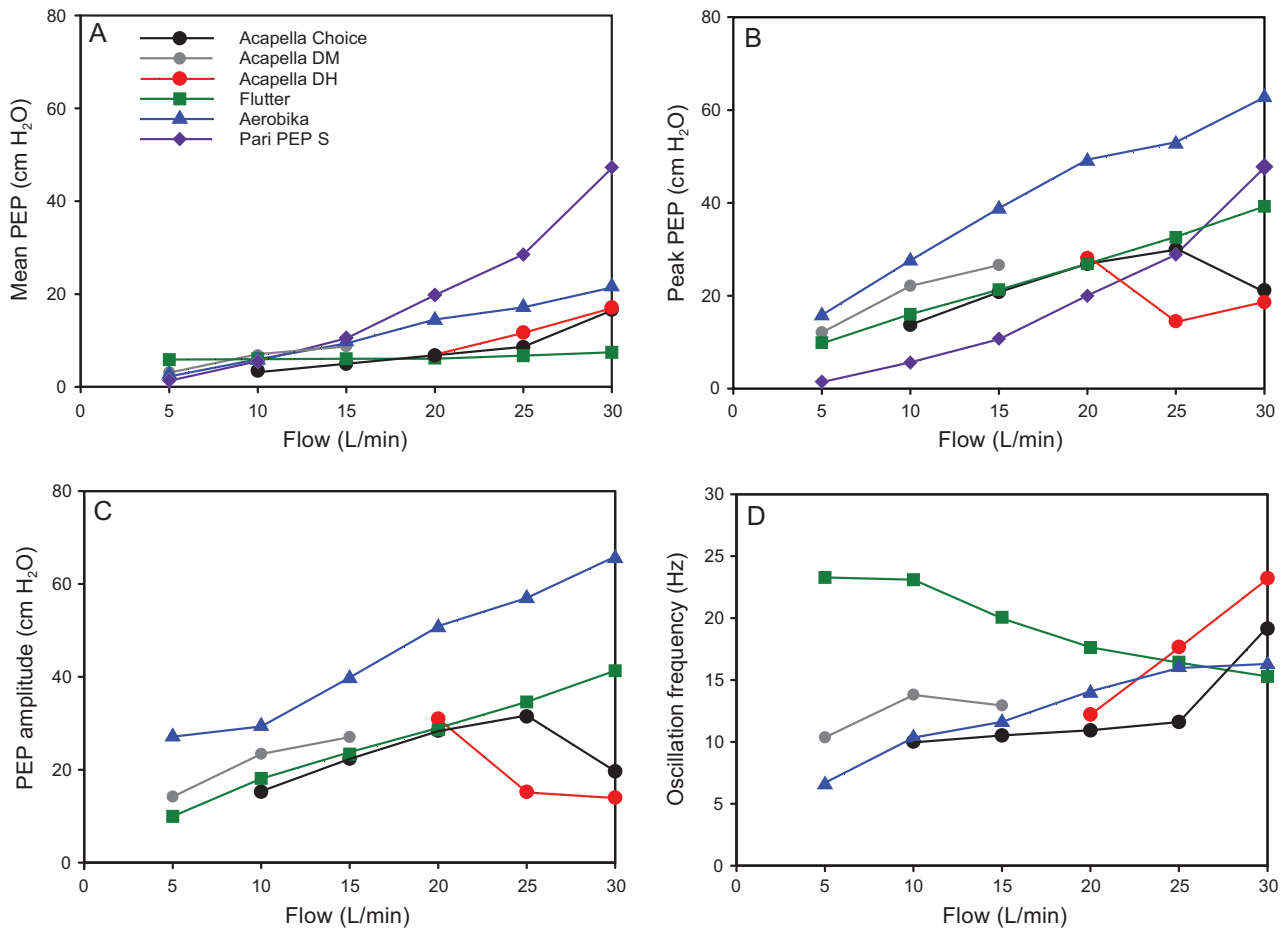 A
Acapella Choice
Acapella DM
Acapella DH
Flutter
Aerobika
Pari PEP S
Mean PEP (cm H₂O)
80
60
40
20
0
0 5 10 15 20 25 30
Flow (L/min)
B
Peak PEP (cm H₂O)
80
60
40
20
0
0 5 10 15 20 25 30
Flow (L/min)
C
PEP amplitude (cm H₂O)
80
60
40
20
0
0 5 10 15 20 25 30
Flow (L/min)
D
Oscillation frequency (Hz)
30
25
20
15
10
5
0
0 5 10 15 20 25 30
Flow (L/min)